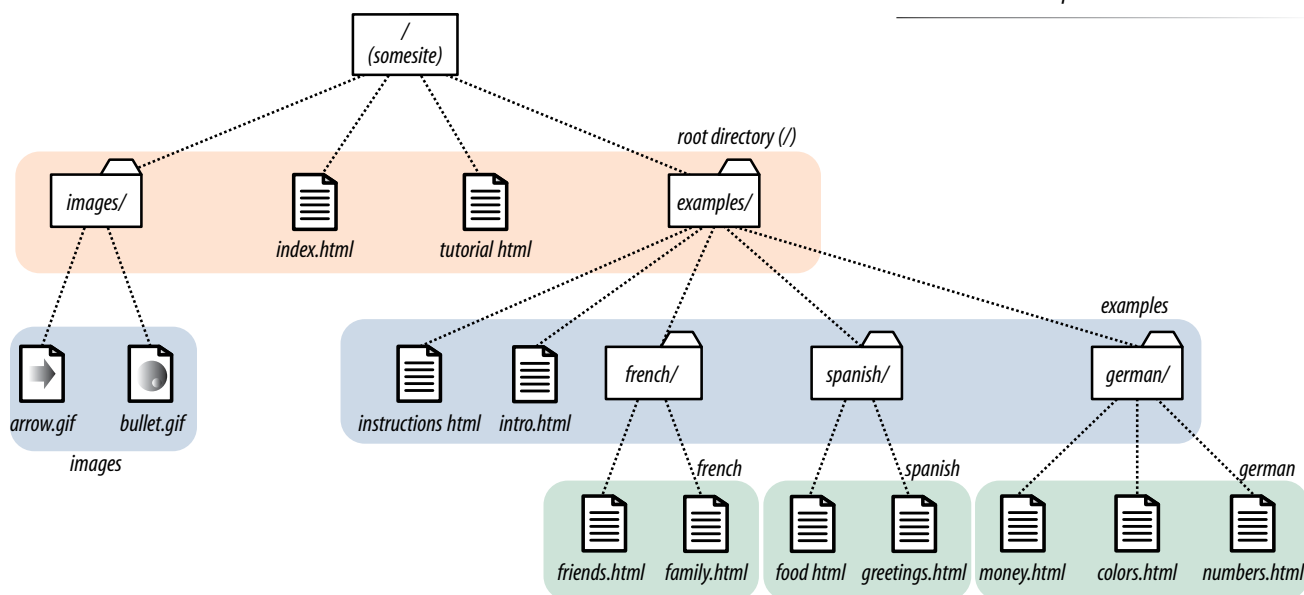 /
(somesite)
root directory (/)
images/
index.html
tutorial html
examples/
examples
arrow.gif
bullet.gif
images
instructions html
intro.html
french/
spanish/
german/
french
spanish
german
friends.html
family.html
food html
greetings.html
money.html
colors.html
numbers.html